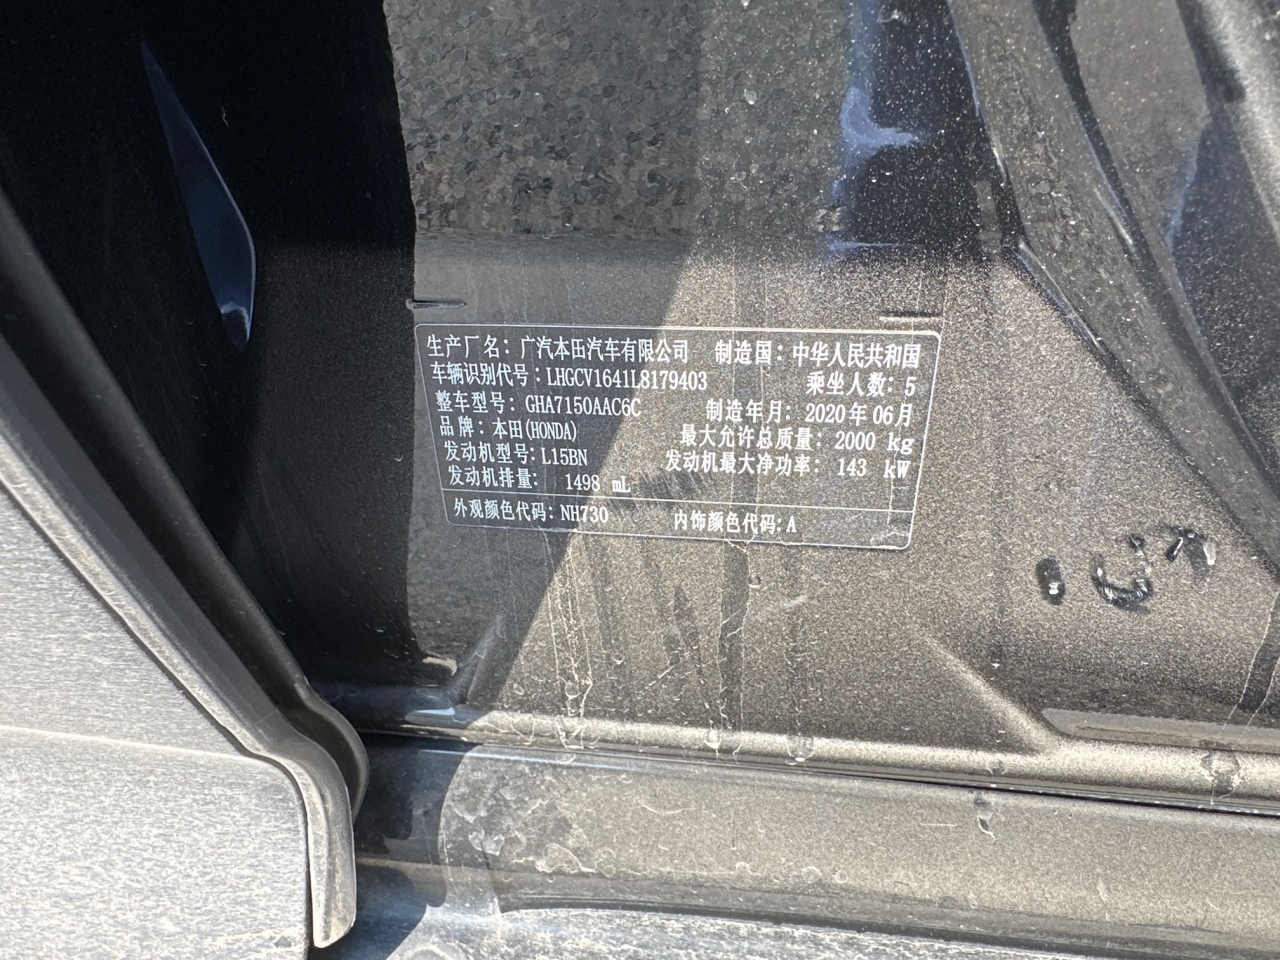 生产厂名：广汽本田汽车有限公司 制造国：中华人民共和国
车辆识别代号：LHGCV1641L8179403 乘坐人数：5
整车型号：GHA7150AAC6C 制造年月：2020年06月
品牌：本田(HONDA) 最大允许总质量：2000 kg
发动机型号：L15BN 发动机最大净功率：143 kW
发动机排量： 1498 mL
外观颜色代码：NH730 内饰颜色代码：A